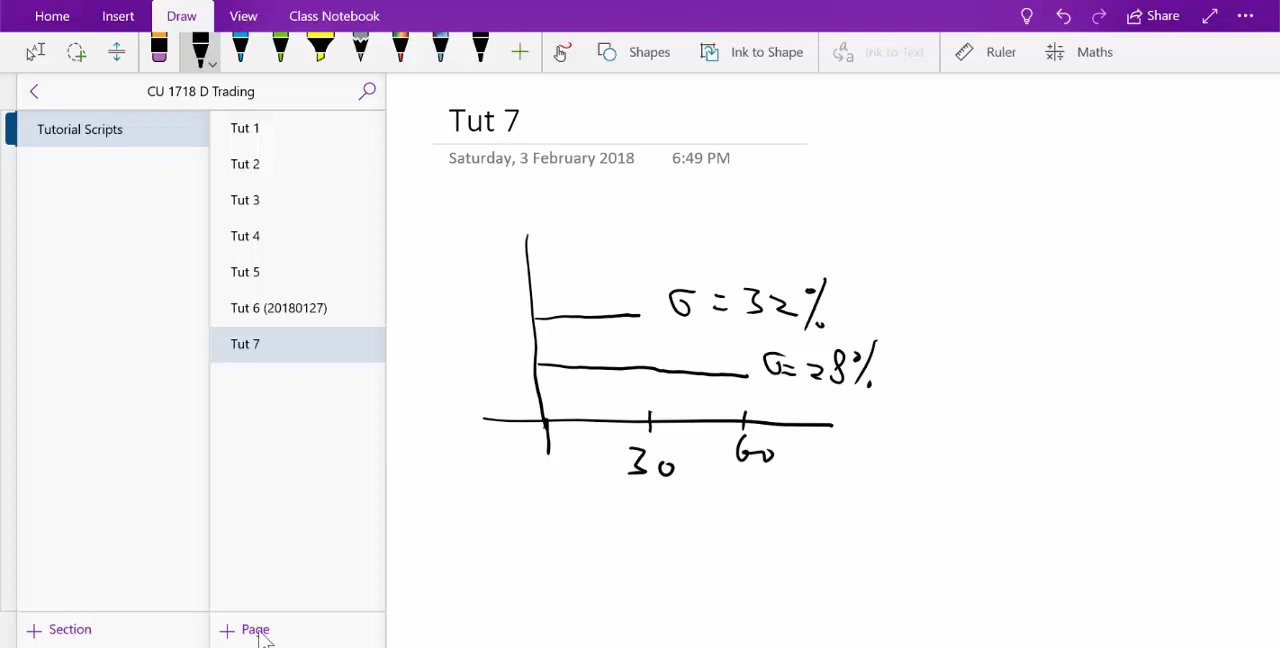 Home Insert Draw View Class Notebook Share
Shapes Ink to Shape Ink to Text Ruler Maths
CU 1718 D Trading
Tutorial Scripts
Tut 1
Tut 2
Tut 3
Tut 4
Tut 5
Tut 6 (20180127)
Tut 7
+ Section
+ Page
Tut 7
Saturday, 3 February 2018 6:49 PM
σ = 32%
σ = 28%
30 60